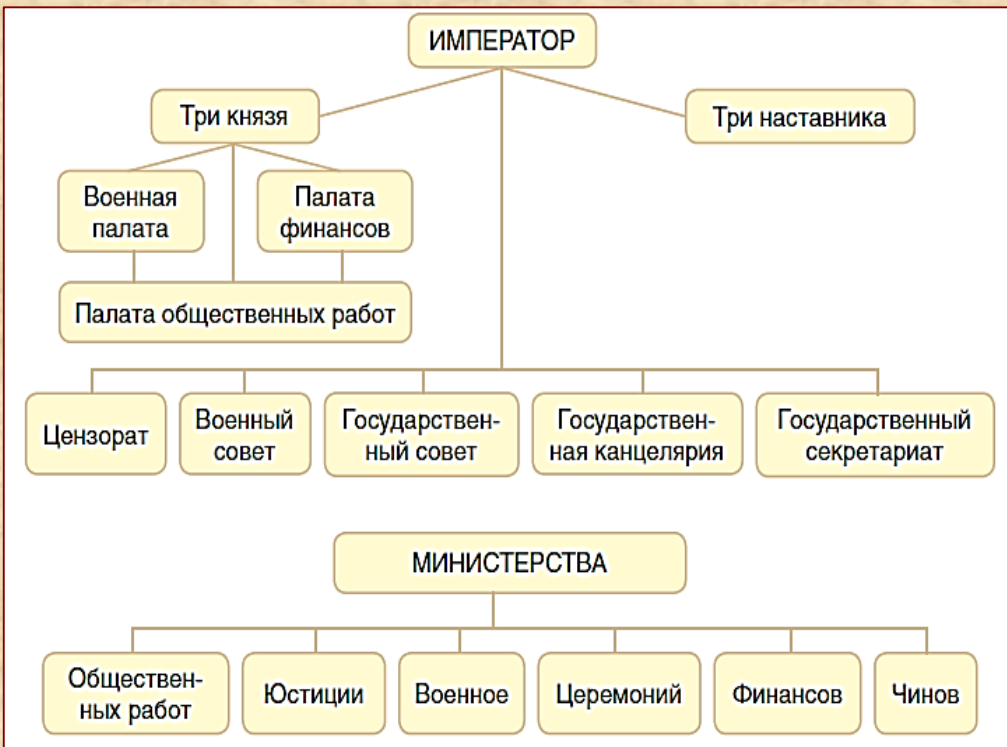 ИМПЕРАТОР
Три князя
Три наставника
Военная
палата
Палата
финансов
Палата общественных работ
Цензорат
Военный
совет
Государствен-
ный совет
Государствен-
ная канцелярия
Государственный
секретариат
МИНИСТЕРСТВА
Обществен-
ных работ
Юстиции
Военное
Церемоний
Финансов
Чинов